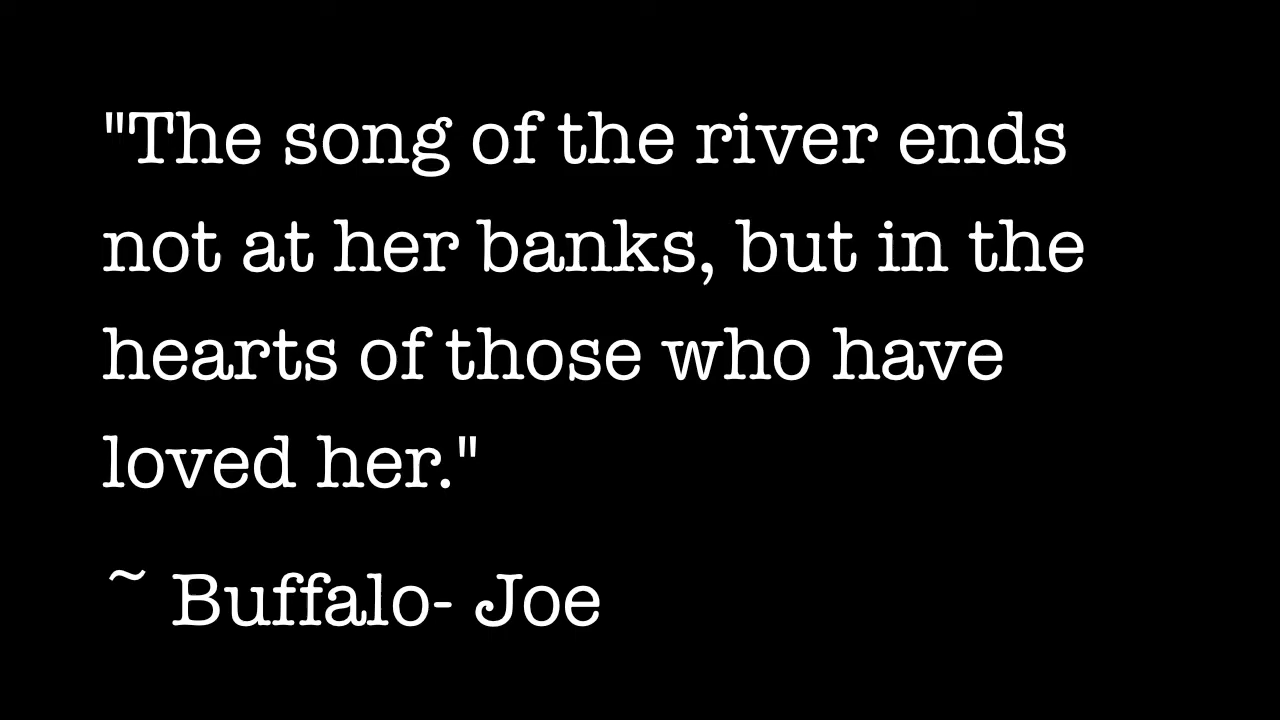 "The song of the river ends
not at her banks, but in the
hearts of those who have
loved her."
~ Buffalo- Joe